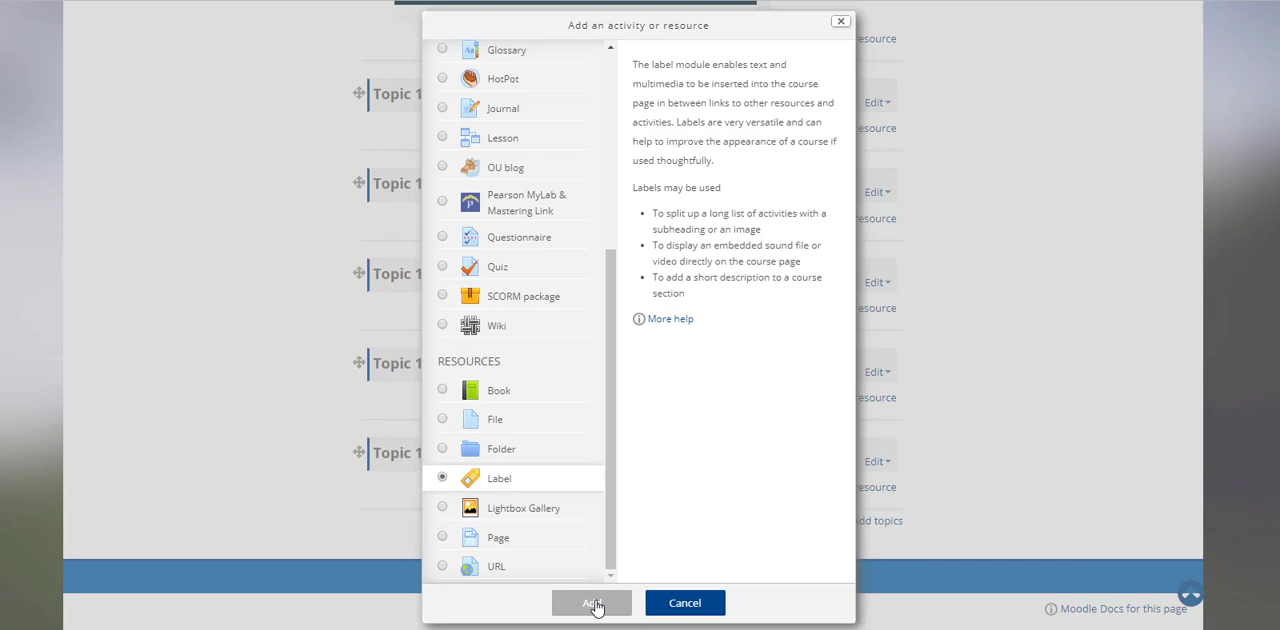 Add an activity or resource
Glossary
HotPot
Journal
Lesson
OU blog
Pearson MyLab &
Mastering Link
Questionnaire
Quiz
SCORM package
Wiki
RESOURCES
Book
File
Folder
Label
Lightbox Gallery
Page
URL
The label module enables text and
multimedia to be inserted into the course
page in between links to other resources and
activities. Labels are very versatile and can
help to improve the appearance of a course if
used thoughtfully.
Labels may be used
• To split up a long list of activities with a
subheading or an image
• To display an embedded sound file or
video directly on the course page
• To add a short description to a course
section
More help
Add
Cancel
Topic 1
Topic 1
Topic 1
Topic 1
Topic 1
esource
Edit
esource
Edit
esource
Edit
esource
Edit
esource
Edit
esource
dd topics
Moodle Docs for this page